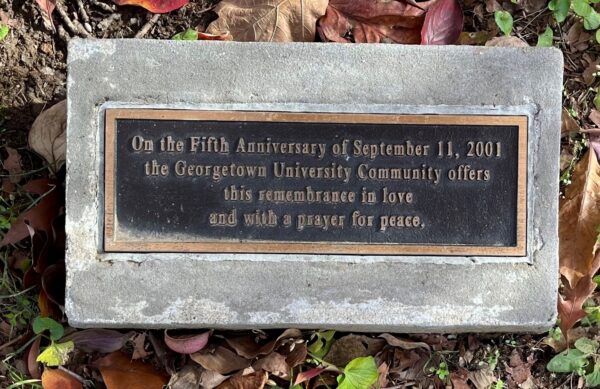 On the Fifth Anniversary of September 11, 2001
the Georgetown University Community offers
this remembrance in love
and with a prayer for peace.